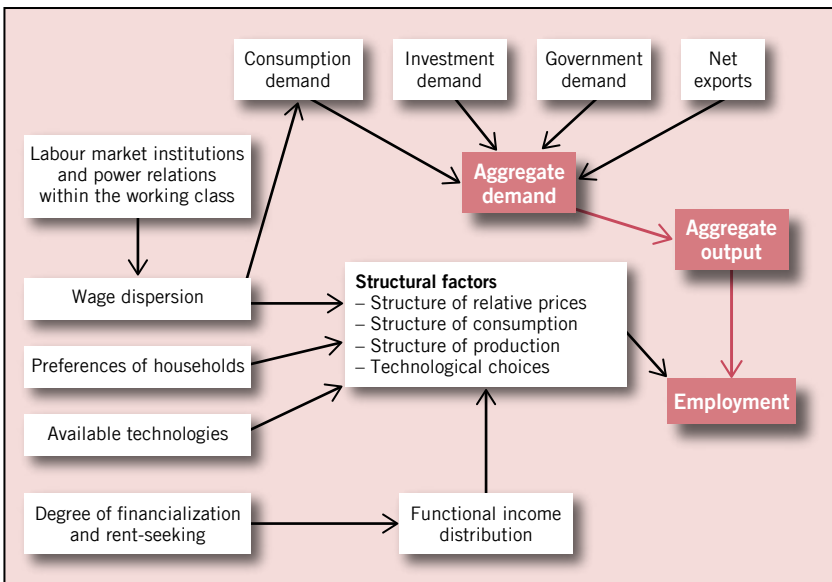 Consumption
demand
Investment
demand
Government
demand
Net
exports
Labour market institutions
and power relations
within the working class
Aggregate
demand
Aggregate
output
Wage dispersion
Structural factors
– Structure of relative prices
– Structure of consumption
– Structure of production
– Technological choices
Preferences of households
Employment
Available technologies
Degree of financialization
and rent-seeking
Functional income
distribution